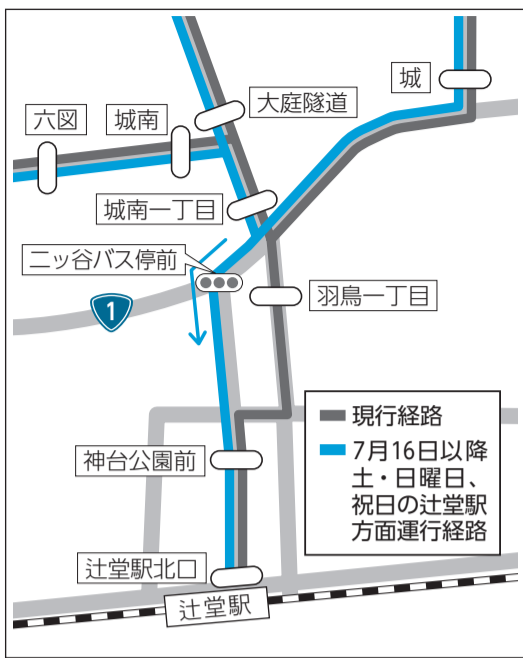 城
大庭隧道
六図
城南
城南一丁目
二ッ谷バス停前
1
羽鳥一丁目
現行経路
7月16日以降
土・日曜日、
祝日の辻堂駅
方面運行経路
神台公園前
辻堂駅北口
辻堂駅